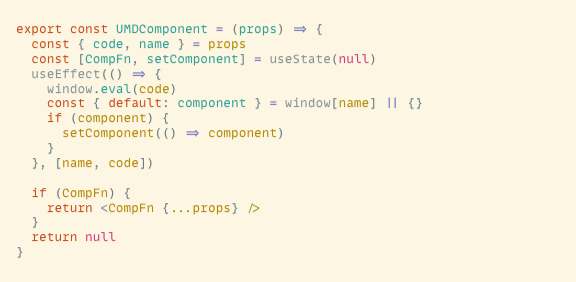 export const UMDComponent = (props) => {
  const { code, name } = props
  const [CompFn, setComponent] = useState(null)
  useEffect(() => {
    window.eval(code)
    const { default: component } = window[name] || {}
    if (component) {
      setComponent(() => component)
    }
  }, [name, code])

  if (CompFn) {
    return <CompFn {...props} />
  }
  return null
}